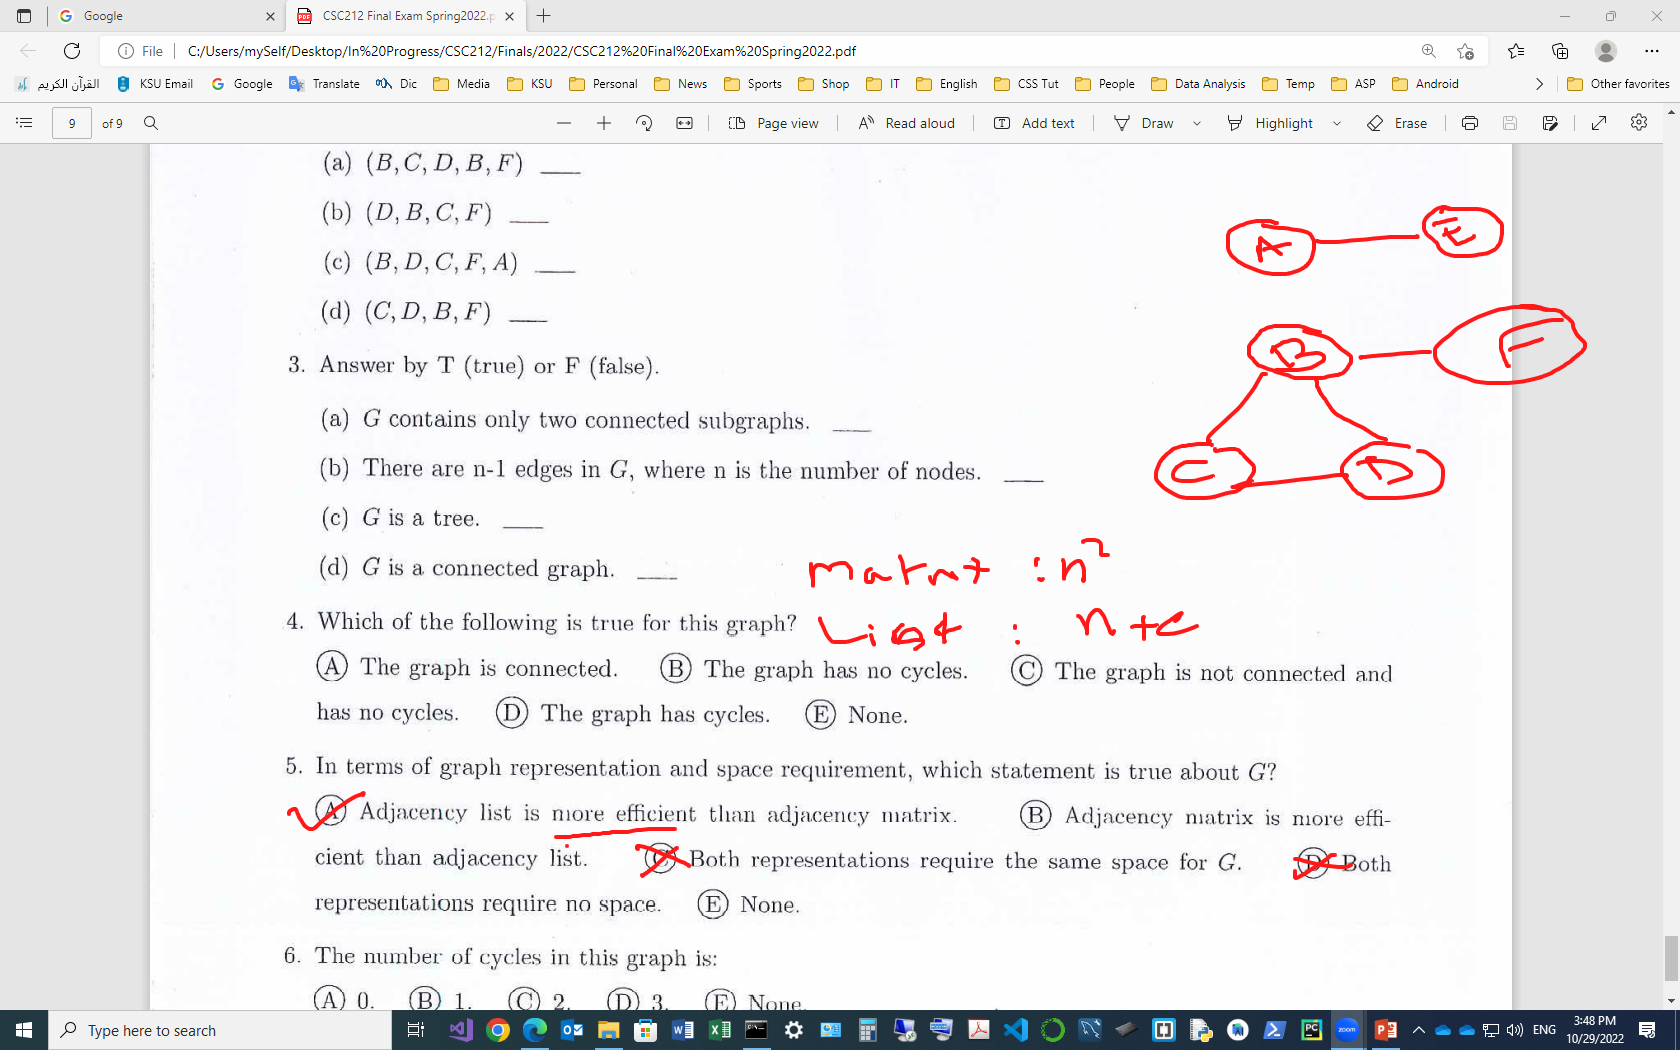 Google
CSC212 Final Exam Spring2022.p
File C:/Users/mySelf/Desktop/In%20Progress/CSC212/Finals/2022/CSC212%20Final%20Exam%20Spring2022.pdf
القرآن الكريم KSU Email Google Translate Dic Media KSU Personal News Sports Shop IT English CSS Tut People Data Analysis Temp ASP Android Other favorites
9 of 9 Page view Read aloud Add text Draw Highlight Erase
(a) (B, C, D, B, F) ___
(b) (D, B, C, F) ___
(c) (B, D, C, F, A) ___
(d) (C, D, B, F) ___
A E
B F
C D
3. Answer by T (true) or F (false).
(a) G contains only two connected subgraphs. ___
(b) There are n-1 edges in G, where n is the number of nodes. ___
(c) G is a tree. ___
(d) G is a connected graph. ___
: n²
List : n+e
4. Which of the following is true for this graph?
(A) The graph is connected. (B) The graph has no cycles. (C) The graph is not connected and
has no cycles. (D) The graph has cycles. (E) None.
5. In terms of graph representation and space requirement, which statement is true about G?
(A) Adjacency list is more efficient than adjacency matrix. (B) Adjacency matrix is more effi-
cient than adjacency list. (C) Both representations require the same space for G. (D) Both
representations require no space. (E) None.
6. The number of cycles in this graph is:
(A) 0. (B) 1. (C) 2. (D) 3. (E) None.
Type here to search
zoom
ENG
3:48 PM
10/29/2022